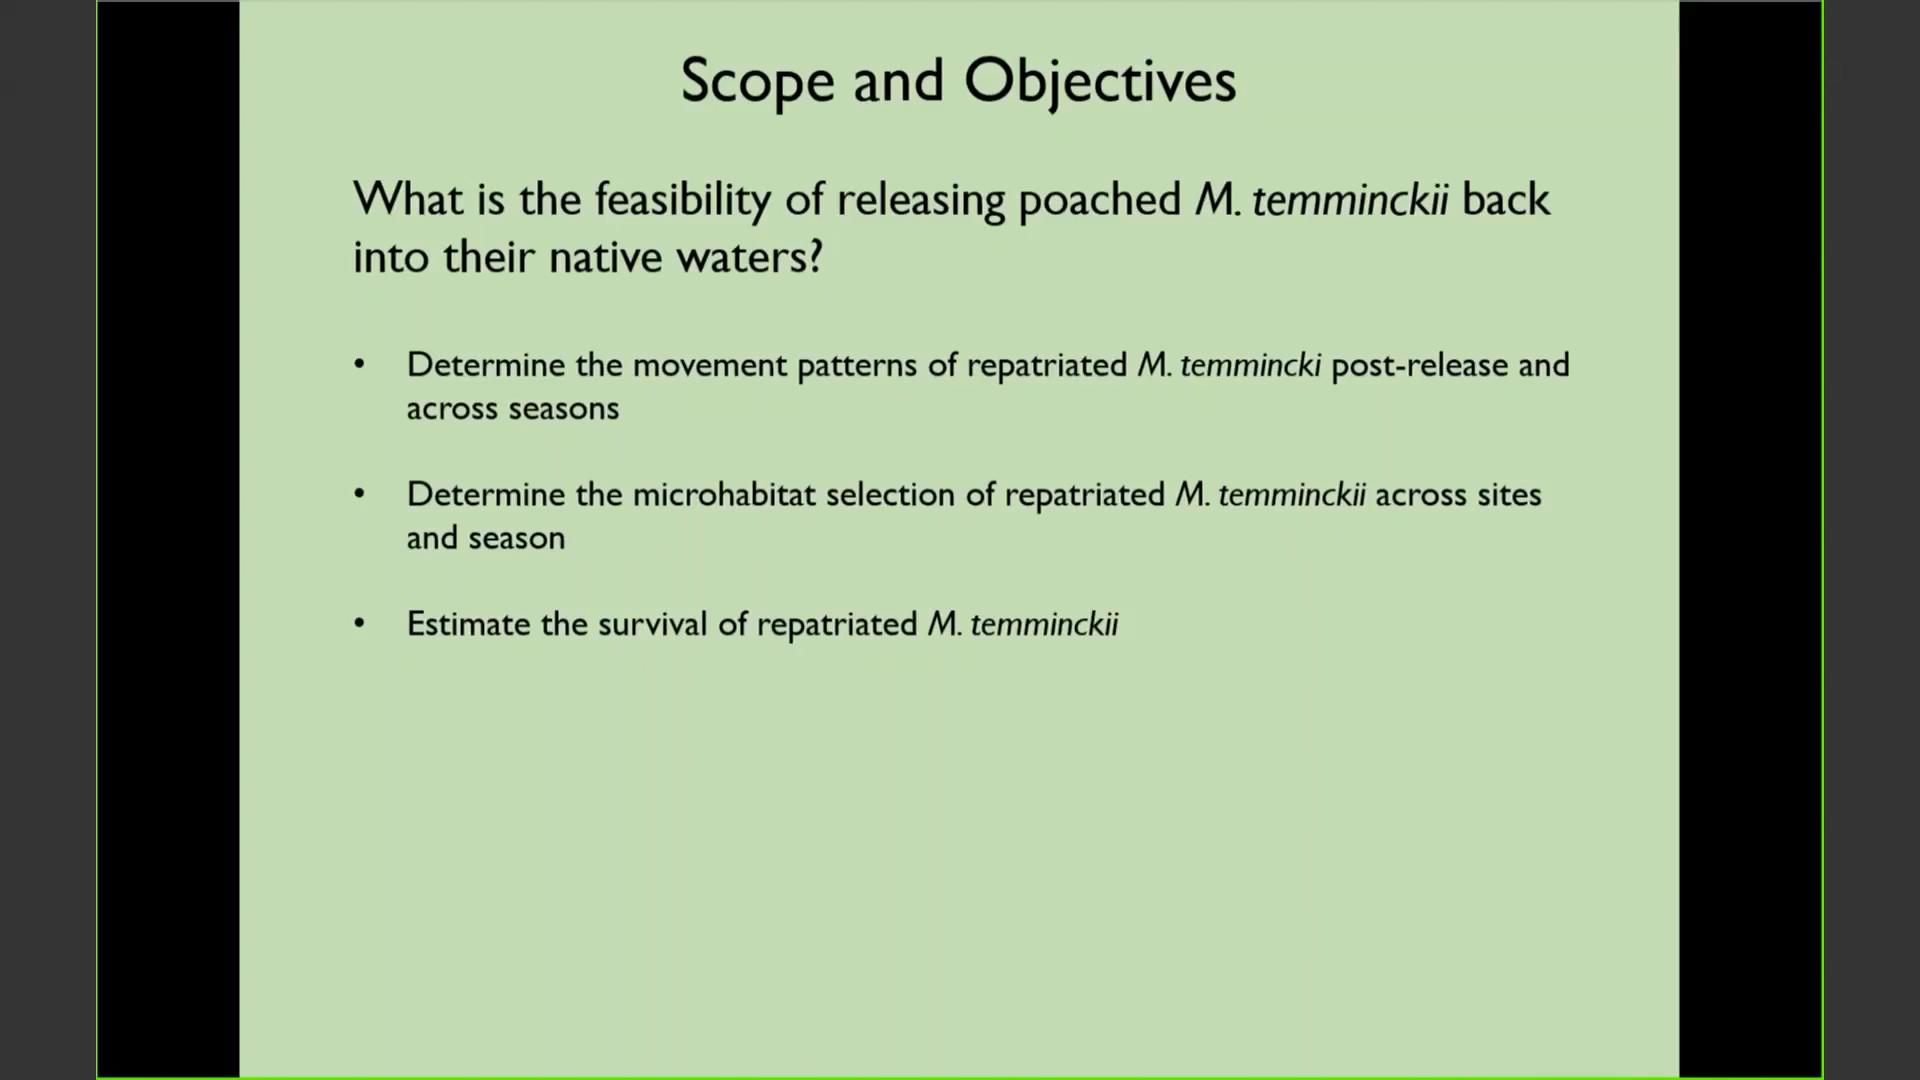 Scope and Objectives
What is the feasibility of releasing poached M. temminckii back
into their native waters?
• Determine the movement patterns of repatriated M. temmincki post-release and
across seasons
• Determine the microhabitat selection of repatriated M. temminckii across sites
and season
• Estimate the survival of repatriated M. temminckii